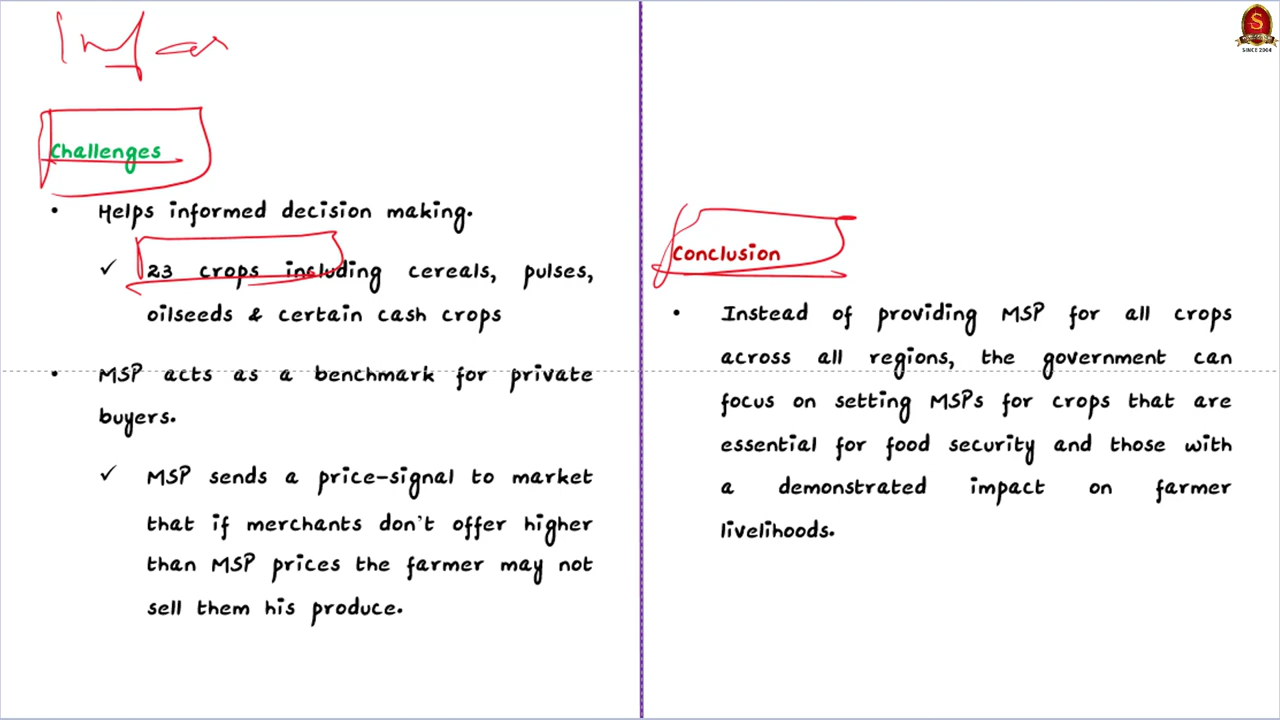 Challenges
• Helps informed decision making.
✓ 23 crops including cereals, pulses,
oilseeds & certain cash crops
• MSP acts as a benchmark for private
buyers.
✓ MSP sends a price-signal to market
that if merchants don't offer higher
than MSP prices the farmer may not
sell them his produce.
Conclusion
• Instead of providing MSP for all crops
across all regions, the government can
focus on setting MSPs for crops that are
essential for food security and those with
a demonstrated impact on farmer
livelihoods.
S
SINCE 2004